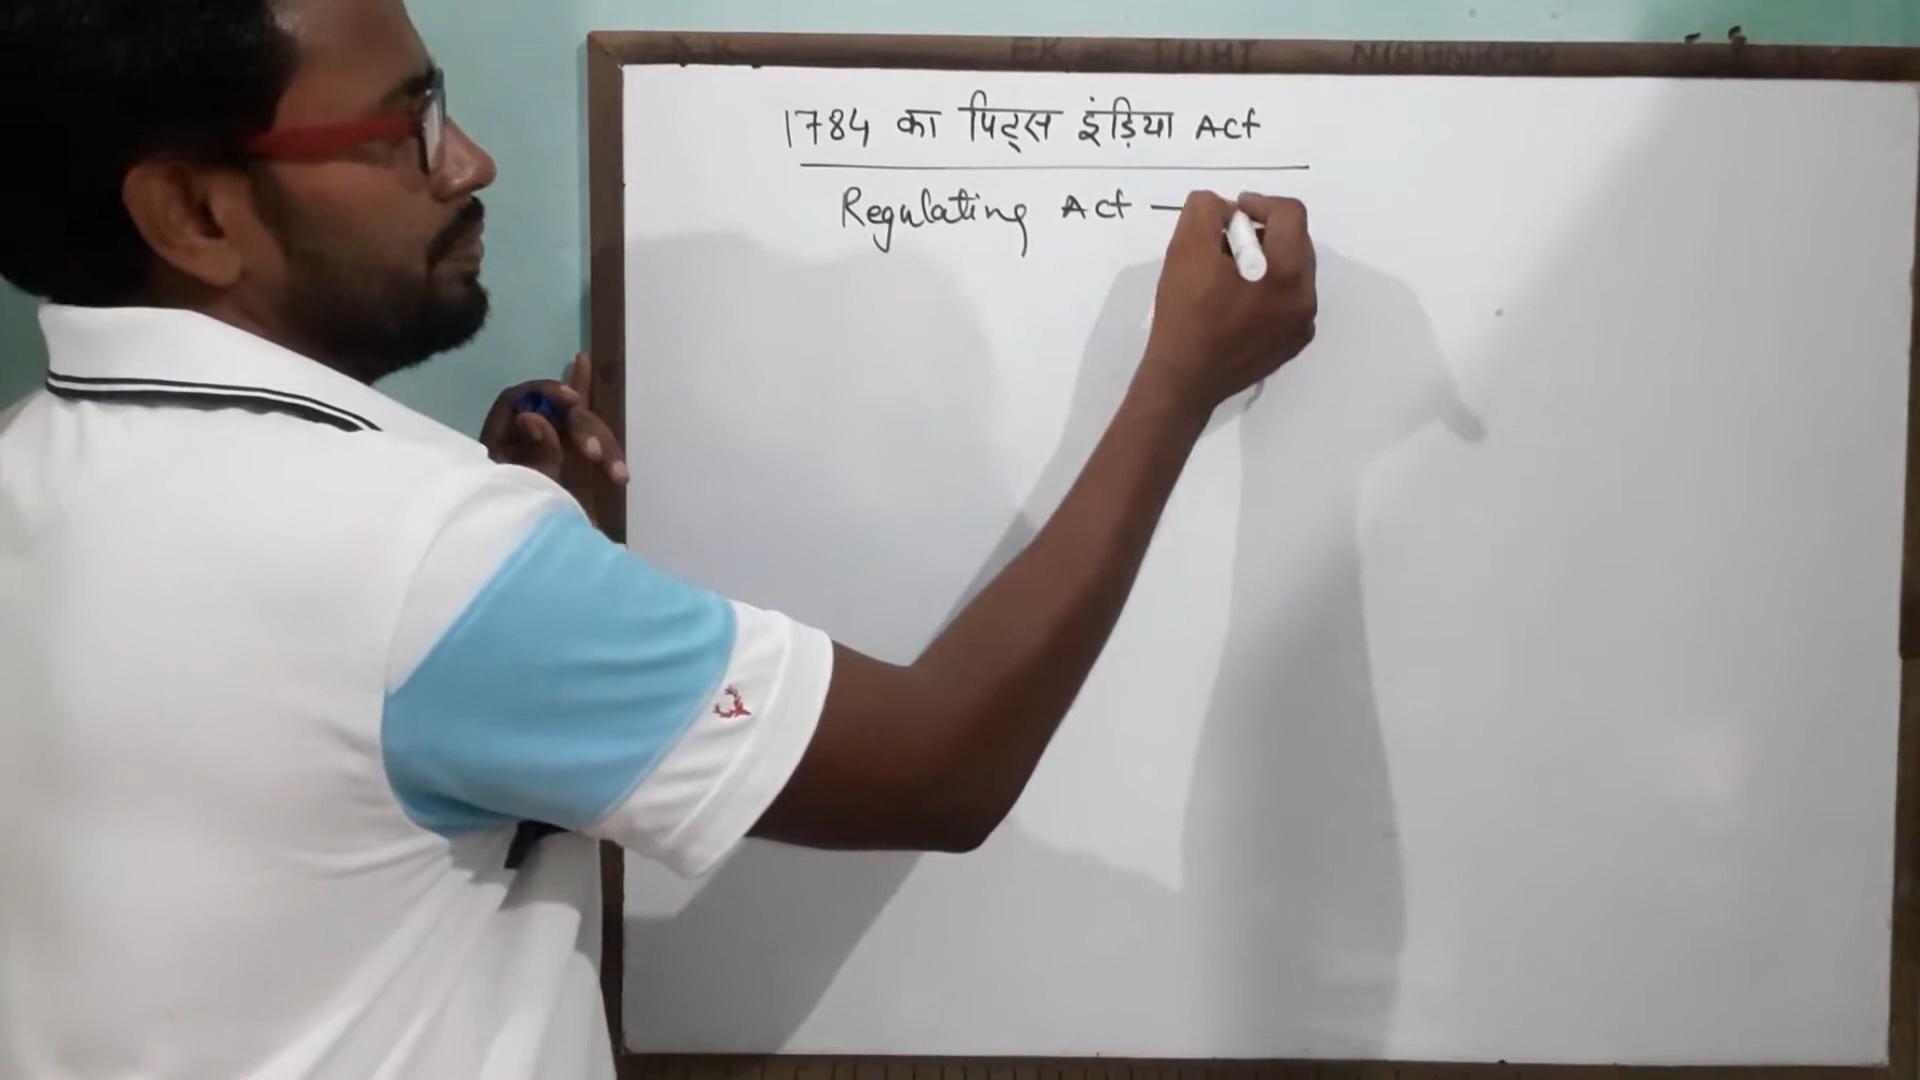 1784 का पिट्स इंडिया Act
Regulating Act —